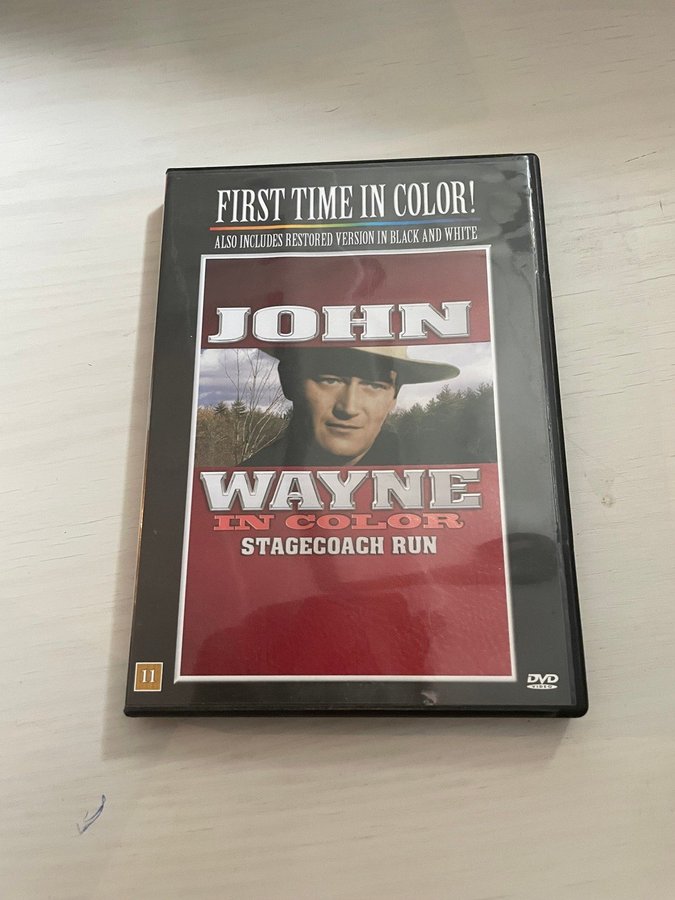 FIRST TIME IN COLOR!
ALSO INCLUDES RESTORED VERSION IN BLACK AND WHITE
JOHN
WAYNE
IN COLOR
STAGECOACH RUN
11
DVD
VIDEO